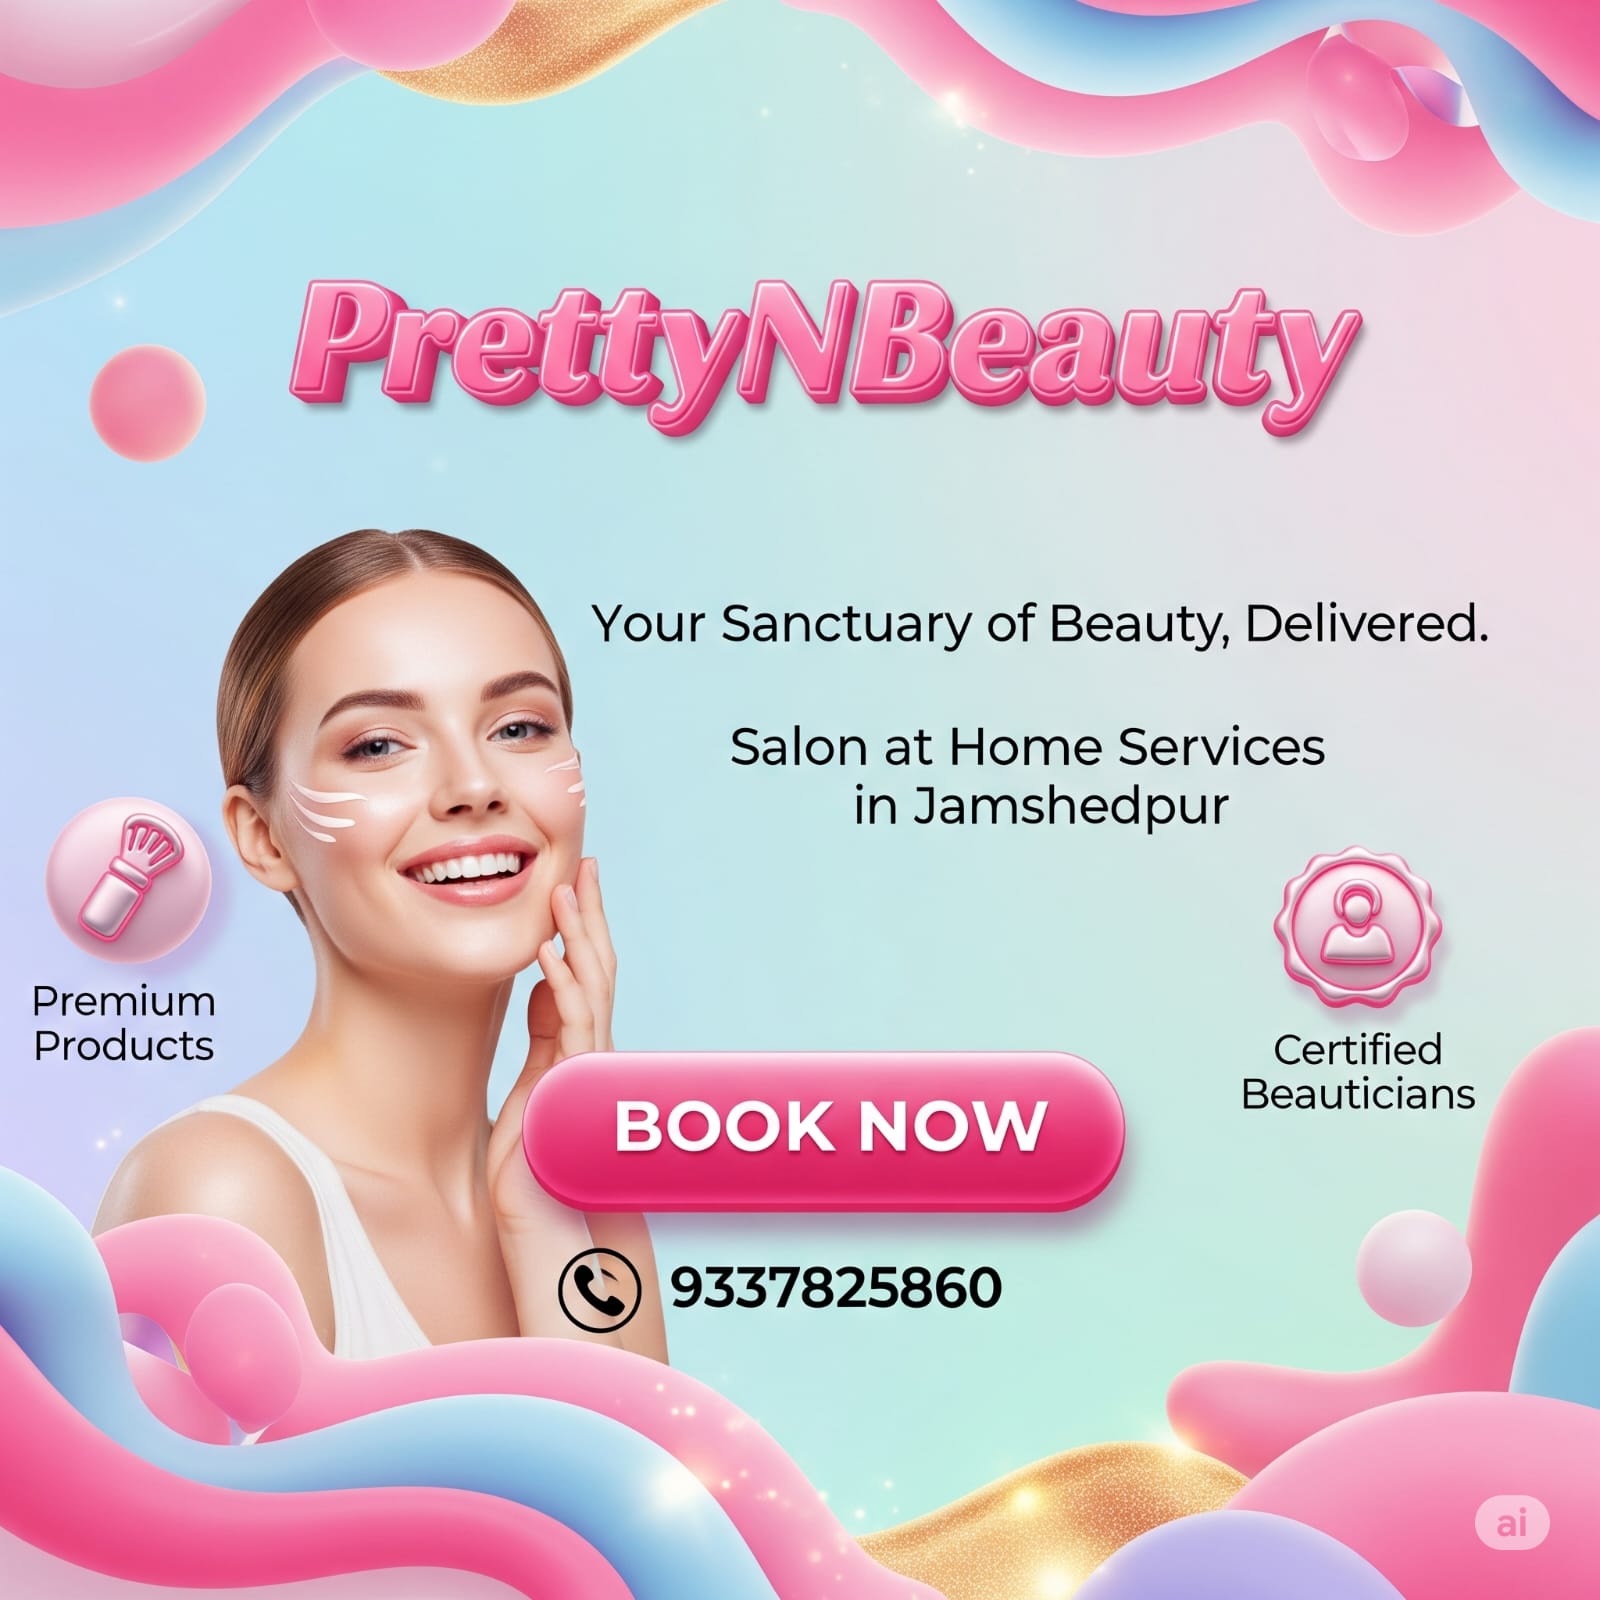 PrettyNBeauty
Your Sanctuary of Beauty, Delivered.
Salon at Home Services
in Jamshedpur
Premium
Products
Certified
Beauticians
BOOK NOW
9337825860
ai